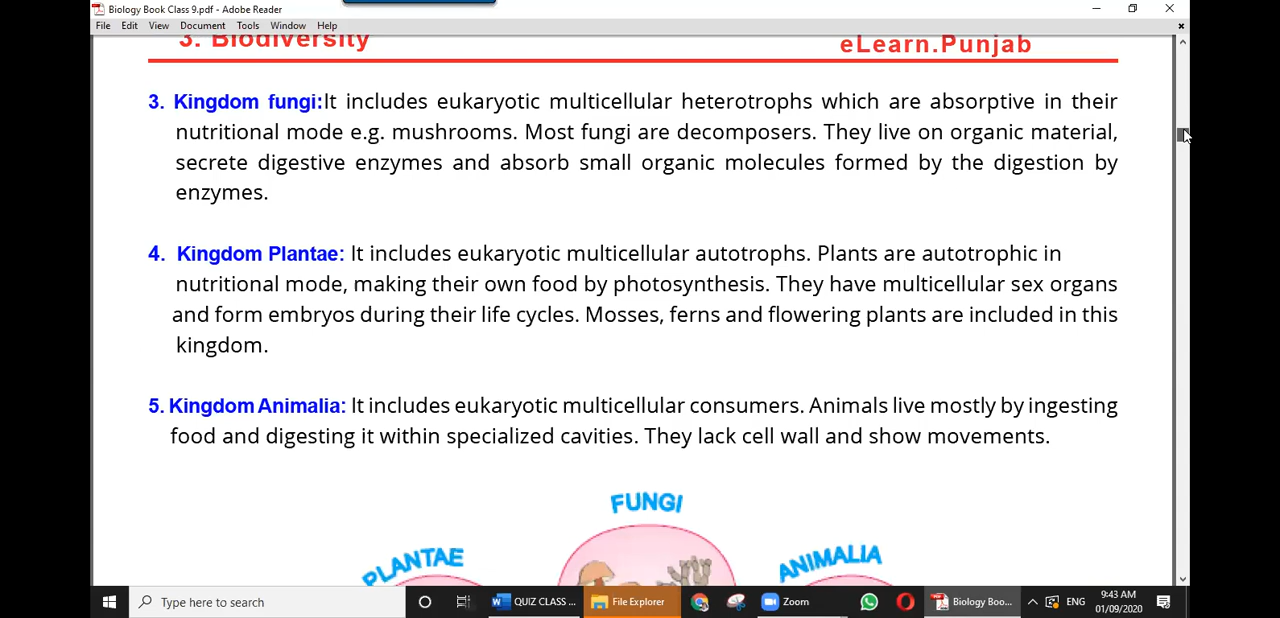 Biology Book Class 9.pdf - Adobe Reader
File Edit View Document Tools Window Help
3. Biodiversity eLearn.Punjab
3. Kingdom fungi:It includes eukaryotic multicellular heterotrophs which are absorptive in their
nutritional mode e.g. mushrooms. Most fungi are decomposers. They live on organic material,
secrete digestive enzymes and absorb small organic molecules formed by the digestion by
enzymes.
4. Kingdom Plantae: It includes eukaryotic multicellular autotrophs. Plants are autotrophic in
nutritional mode, making their own food by photosynthesis. They have multicellular sex organs
and form embryos during their life cycles. Mosses, ferns and flowering plants are included in this
kingdom.
5. Kingdom Animalia: It includes eukaryotic multicellular consumers. Animals live mostly by ingesting
food and digesting it within specialized cavities. They lack cell wall and show movements.
FUNGI
PLANTAE
ANIMALIA
Type here to search
QUIZ CLASS ...
File Explorer
Zoom
Biology Boo...
ENG
9:43 AM
01/09/2020